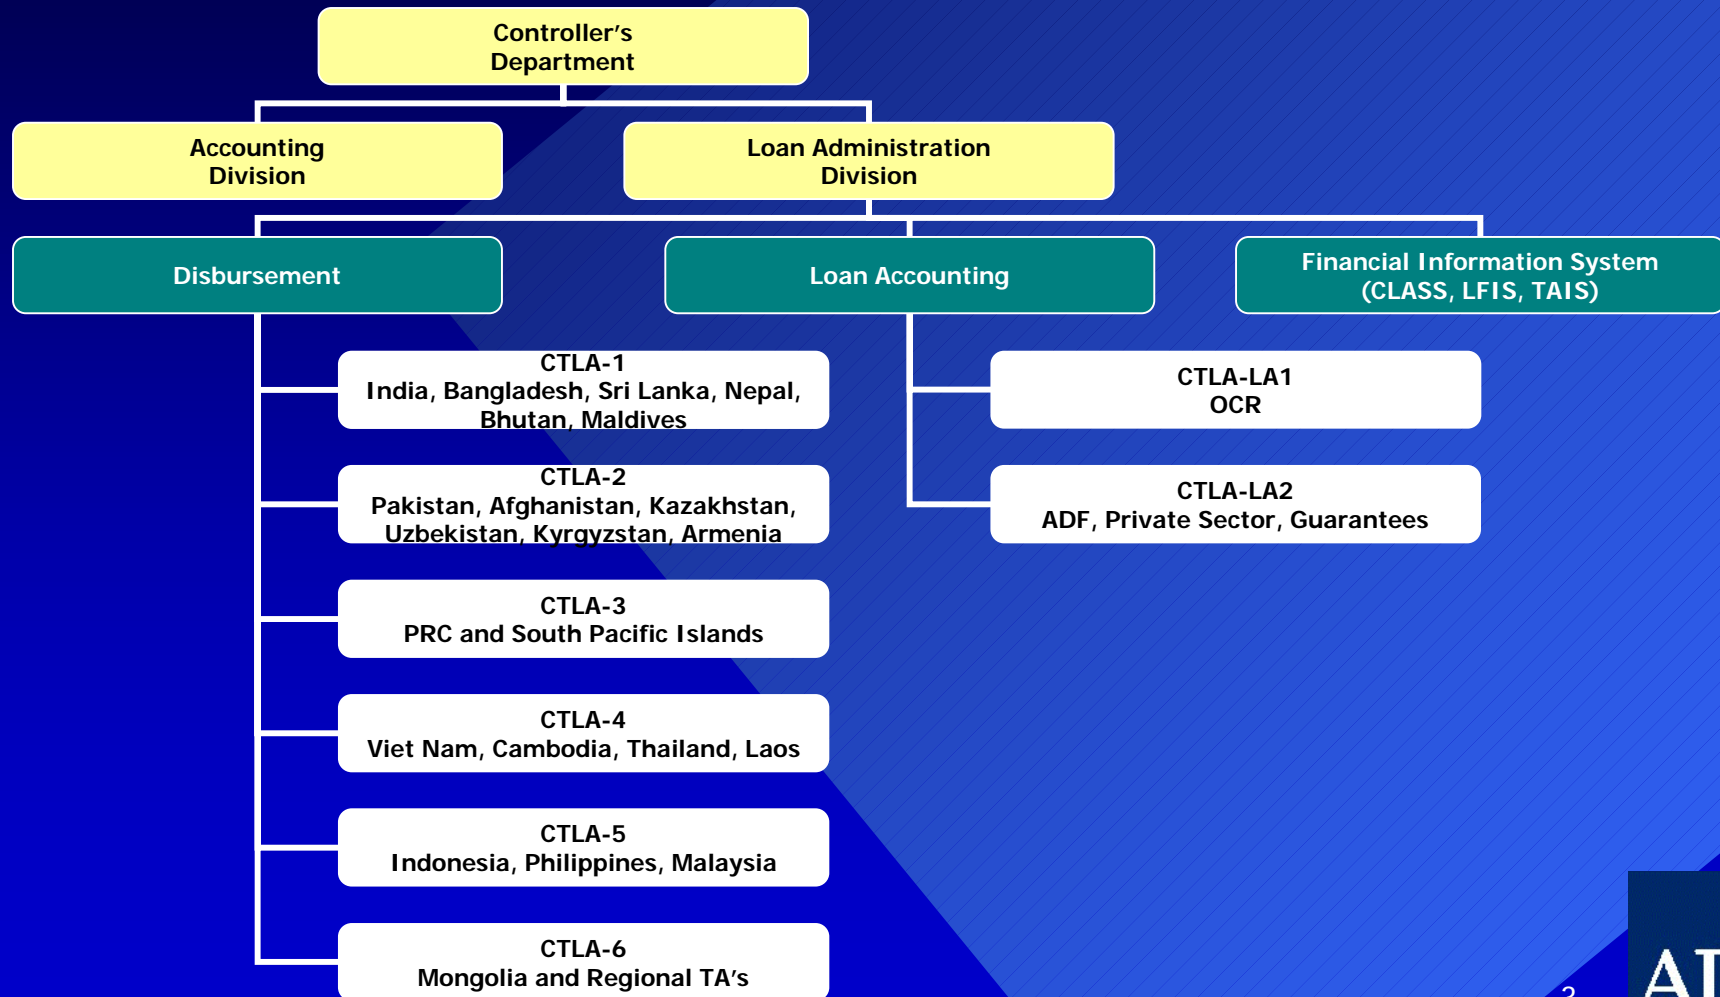 Controller's
Department
Accounting
Division
Loan Administration
Division
Disbursement
Loan Accounting
Financial Information System
(CLASS, LFIS, TAIS)
CTLA-1
India, Bangladesh, Sri Lanka, Nepal,
Bhutan, Maldives
CTLA-LA1
OCR
CTLA-2
Pakistan, Afghanistan, Kazakhstan,
Uzbekistan, Kyrgyzstan, Armenia
CTLA-LA2
ADF, Private Sector, Guarantees
CTLA-3
PRC and South Pacific Islands
CTLA-4
Viet Nam, Cambodia, Thailand, Laos
CTLA-5
Indonesia, Philippines, Malaysia
CTLA-6
Mongolia and Regional TA's